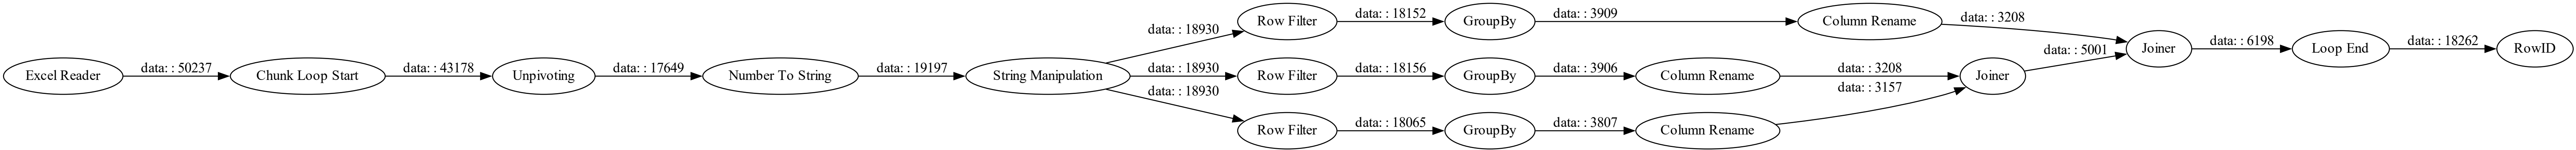 Excel Reader
data: : 50237
Chunk Loop Start
data: : 43178
Unpivoting
data: : 17649
Number To String
data: : 19197
String Manipulation
data: : 18930
Row Filter
data: : 18152
GroupBy
data: : 3909
Column Rename
data: : 3208
data: : 18930
Row Filter
data: : 18156
GroupBy
data: : 3906
Column Rename
data: : 3208
data: : 18930
Row Filter
data: : 18065
GroupBy
data: : 3807
Column Rename
data: : 3157
Joiner
data: : 5001
Joiner
data: : 6198
Loop End
data: : 18262
RowID